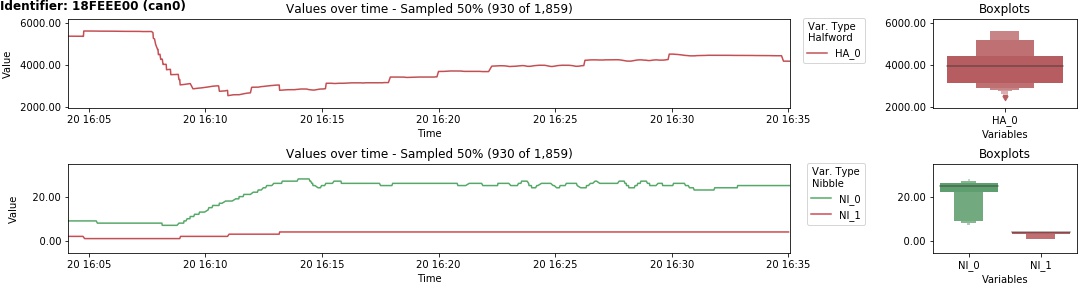 Identifier: 18FEEE00 (can0)
Values over time - Sampled 50% (930 of 1,859)
Boxplots
Value
6000.00
4000.00
2000.00
20 16:05
20 16:10
20 16:15
20 16:20
20 16:25
20 16:30
20 16:35
Time
Var. Type
Halfword
HA_0
6000.00
4000.00
2000.00
HA_0
Variables
Values over time - Sampled 50% (930 of 1,859)
Boxplots
Value
20.00
0.00
20 16:05
20 16:10
20 16:15
20 16:20
20 16:25
20 16:30
20 16:35
Time
Var. Type
Nibble
NI_0
NI_1
20.00
0.00
NI_0
NI_1
Variables